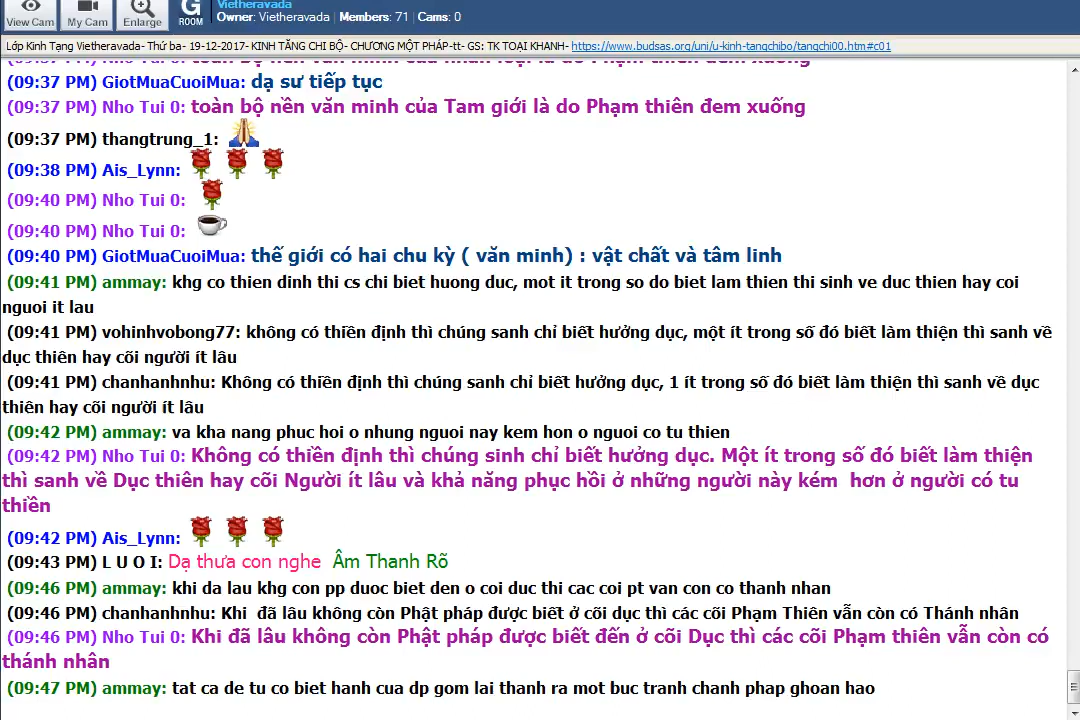 View Cam My Cam Enlarge G ROOM
Vietheravada
Owner: Vietheravada | Members: 71 | Cams: 0
Lớp Kinh Tạng Vietheravada- Thứ ba- 19-12-2017- KINH TĂNG CHI BỘ- CHƯƠNG MỘT PHÁP-tt- GS: TK TOẠI KHANH- https://www.budsas.org/uni/u-kinh-tangchibo/tangchi00.htm#c01
(09:37 PM) Nho Tui 0: toàn bộ nền văn minh của nhân loại là do Phạm thiên đem xuống
(09:37 PM) GiotMuaCuoiMua: dạ sư tiếp tục
(09:37 PM) Nho Tui 0: toàn bộ nền văn minh của Tam giới là do Phạm thiên đem xuống
(09:37 PM) thangtrung_1:
(09:38 PM) Ais_Lynn:
(09:40 PM) Nho Tui 0:
(09:40 PM) Nho Tui 0:
(09:40 PM) GiotMuaCuoiMua: thế giới có hai chu kỳ ( văn minh) : vật chất và tâm linh
(09:41 PM) ammay: khg co thien dinh thi cs chi biet huong duc, mot it trong so do biet lam thien thi sinh ve duc thien hay coi
nguoi it lau
(09:41 PM) vohinhvobong77: không có thiền định thì chúng sanh chỉ biết hưởng dục, một ít trong số đó biết làm thiện thì sanh về
dục thiên hay cõi người ít lâu
(09:41 PM) chanhanhnhu: Không có thiền định thì chúng sanh chỉ biết hưởng dục, 1 ít trong số đó biết làm thiện thì sanh về dục
thiên hay cõi người ít lâu
(09:42 PM) ammay: va kha nang phuc hoi o nhung nguoi nay kem hon o nguoi co tu thien
(09:42 PM) Nho Tui 0: Không có thiền định thì chúng sinh chỉ biết hưởng dục. Một ít trong số đó biết làm thiện
thì sanh về Dục thiên hay cõi Người ít lâu và khả năng phục hồi ở những người này kém hơn ở người có tu
thiền
(09:42 PM) Ais_Lynn:
(09:43 PM) L U O I: Dạ thưa con nghe Âm Thanh Rõ
(09:46 PM) ammay: khi da lau khg con pp duoc biet den o coi duc thi cac coi pt van con co thanh nhan
(09:46 PM) chanhanhnhu: Khi đã lâu không còn Phật pháp được biết ở cõi dục thì các cõi Phạm Thiên vẫn còn có Thánh nhân
(09:46 PM) Nho Tui 0: Khi đã lâu không còn Phật pháp được biết đến ở cõi Dục thì các cõi Phạm thiên vẫn còn có
thánh nhân
(09:47 PM) ammay: tat ca de tu co biet hanh cua dp gom lai thanh ra mot buc tranh chanh phap ghoan hao